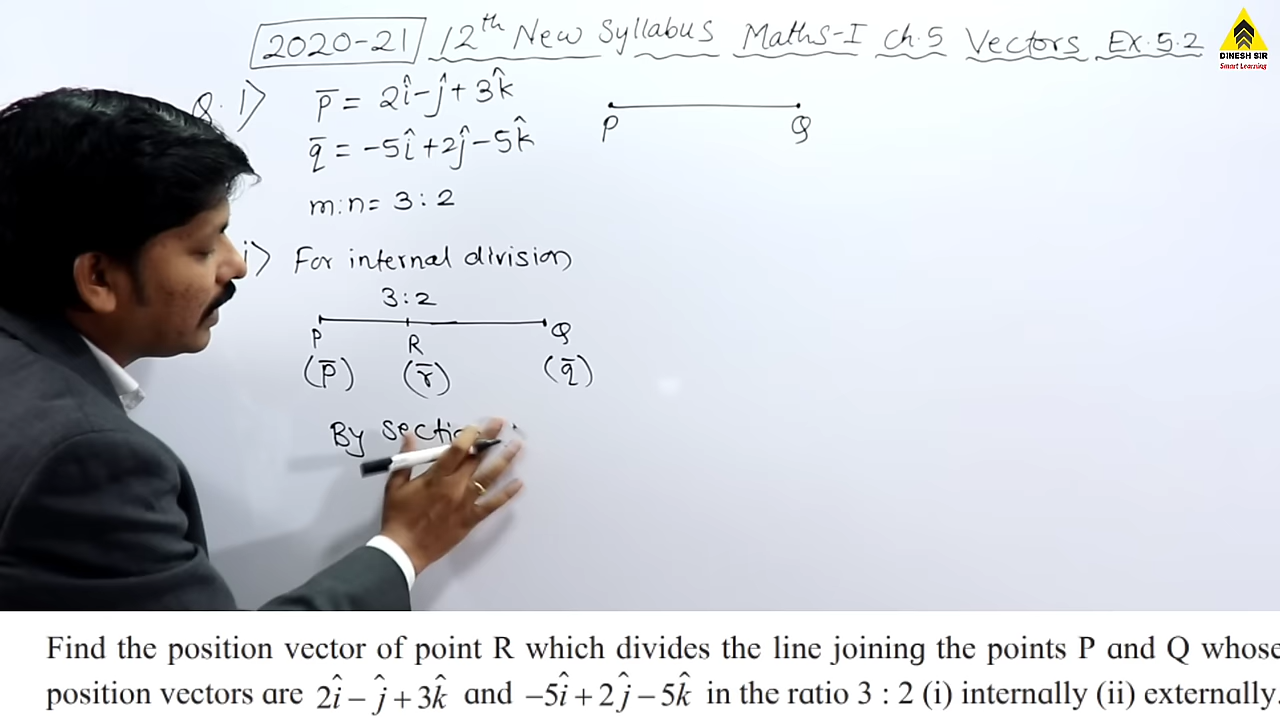 2020-21 12th New Syllabus Maths-I Ch.5 Vectors Ex.5.2
DINESH SIR
Smart Learning
Q.1) p̄ = 2î-ĵ+3k̂
q̄ = -5î+2ĵ-5k̂
P Q
m:n= 3:2
i) For internal division
3:2
P R Q
(p̄) (r̄) (q̄)
By sectio
Find the position vector of point R which divides the line joining the points P and Q whose
position vectors are 2î − ĵ + 3k̂ and −5î + 2ĵ − 5k̂ in the ratio 3 : 2 (i) internally (ii) externally.